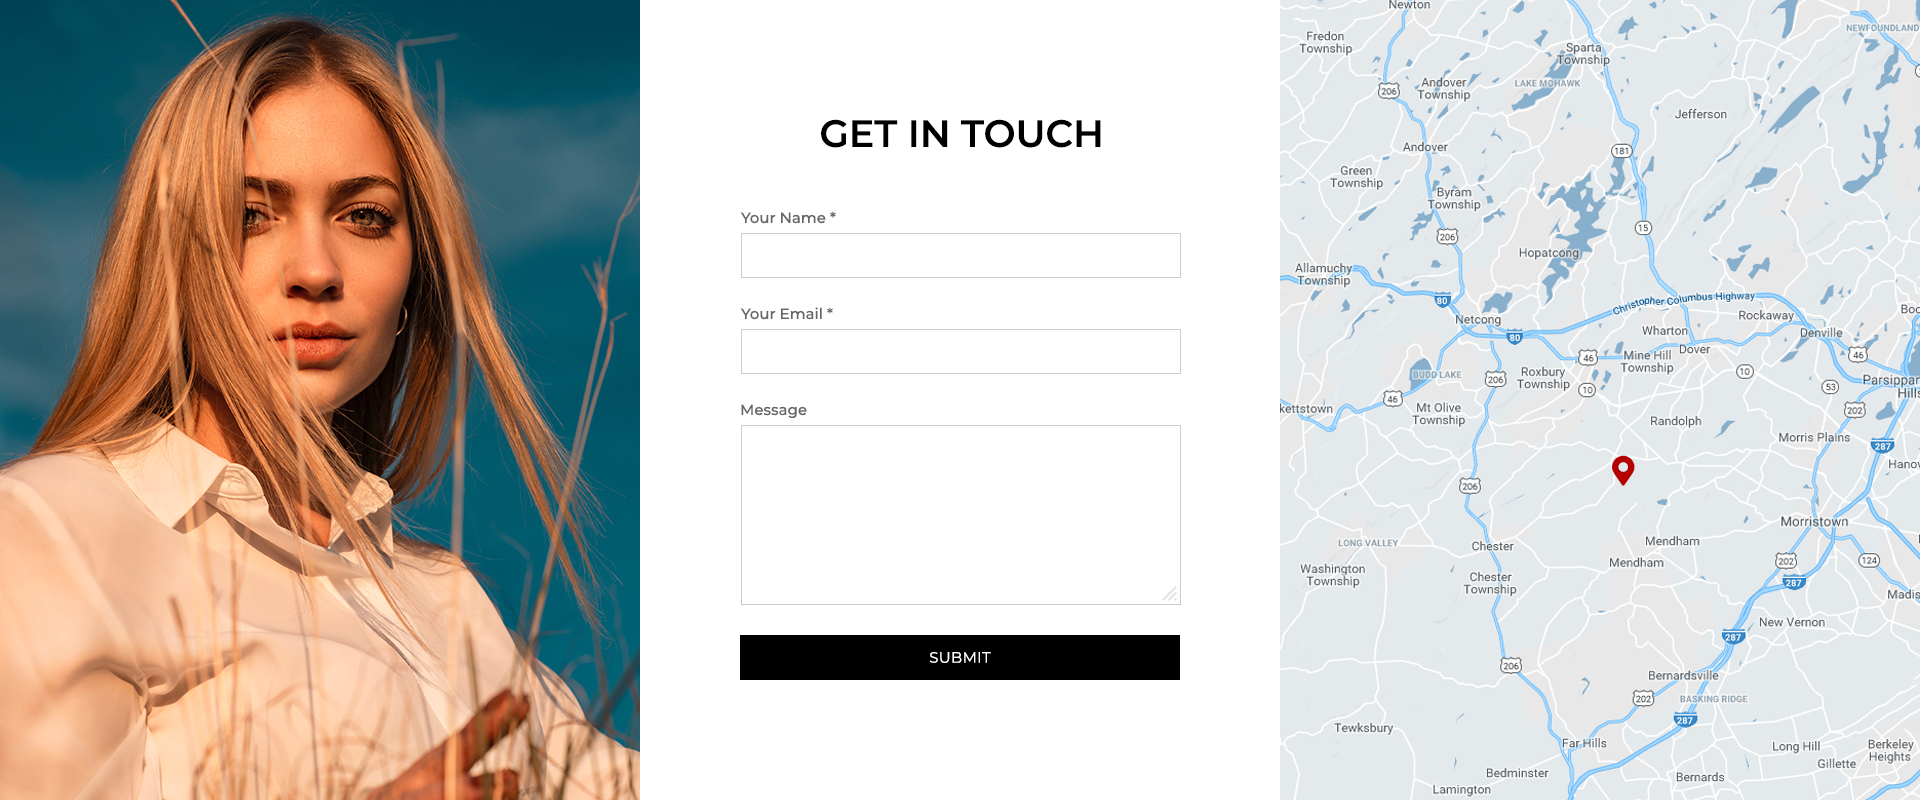 GET IN TOUCH
Your Name *
Your Email *
Message
SUBMIT
Newton
NEWFOUNDLAND
Fredon
Township
Sparta
Township
Andover
Township
LAKE MOHAWK
206
Jefferson
Andover
181
Green
Township
Byram
Township
15
206
Hopatcong
Allamuchy
Township
80
Christopher Columbus Highway
Netcong
Rockaway
Boo
Wharton
Denville
80
46
Mine Hill
Township
Dover
46
BUDD LAKE
206
Roxbury
Township
10
10
53
Parsippan
Hills
46
kettstown
Mt Olive
Township
202
Randolph
Morris Plains
287
Hanov
206
Morristown
LONG VALLEY
Chester
Mendham
Mendham
202
124
Washington
Township
Chester
Township
287
Madis
New Vernon
287
206
Bernardsville
202
BASKING RIDGE
287
Tewksbury
Far Hills
Long Hill
Berkeley
Heights
Gillette
Bedminster
Bernards
Lamington